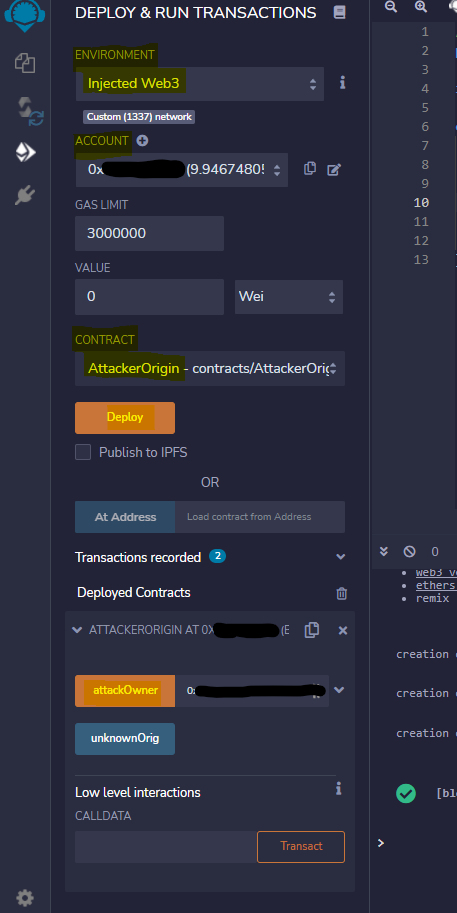 DEPLOY & RUN TRANSACTIONS
ENVIRONMENT
Injected Web3
Custom (1337) network
ACCOUNT
0x (9.94674805
GAS LIMIT
3000000
VALUE
0 Wei
CONTRACT
AttackerOrigin - contracts/AttackerOrig
Deploy
Publish to IPFS
OR
At Address Load contract from Address
Transactions recorded 2
Deployed Contracts
ATTACKERORIGIN AT 0X
attackOwner 0:
unknownOrig
Low level interactions
CALLDATA
Transact
1
2
3
4
5
6
7
8
9
10
11
12
13
0
web3 v
ethers
remix
creation
creation
creation
[bl
>